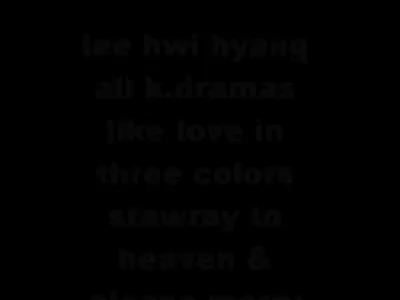 lee hwi hyang
all k.dramas
like love in
three colors
stawray to
heaven &